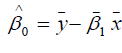 β̂₀ = ȳ − β̄₁ x̄